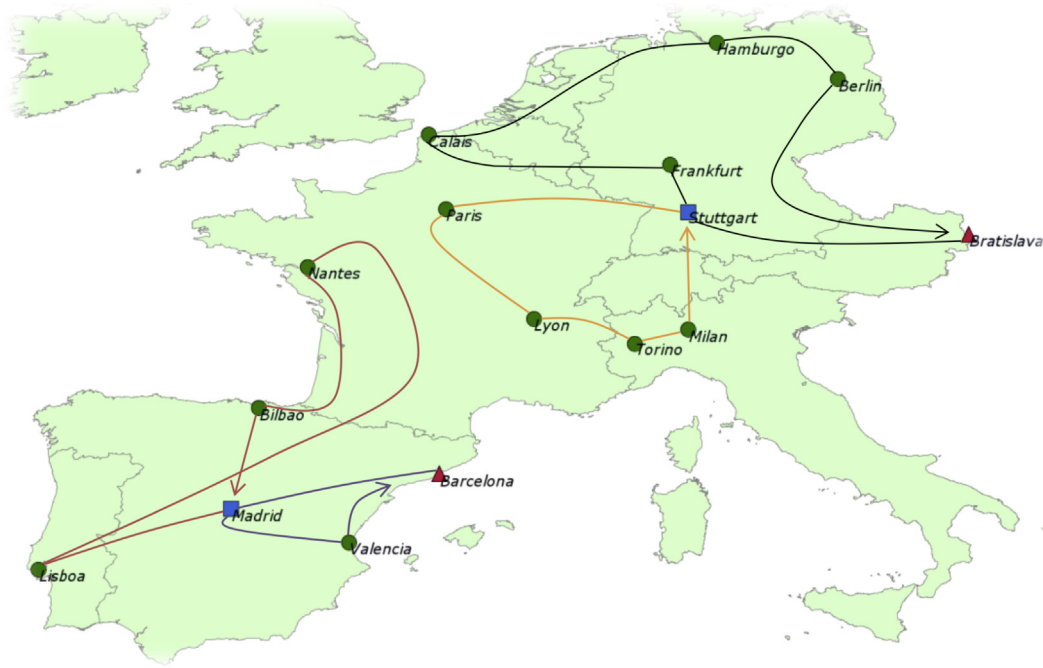 Hamburgo
Berlin
Calais
Frankfurt
Paris
Stuttgart
Bratislava
Nantes
Lyon
Milan
Torino
Bilbao
Barcelona
Madrid
Valencia
Lisboa